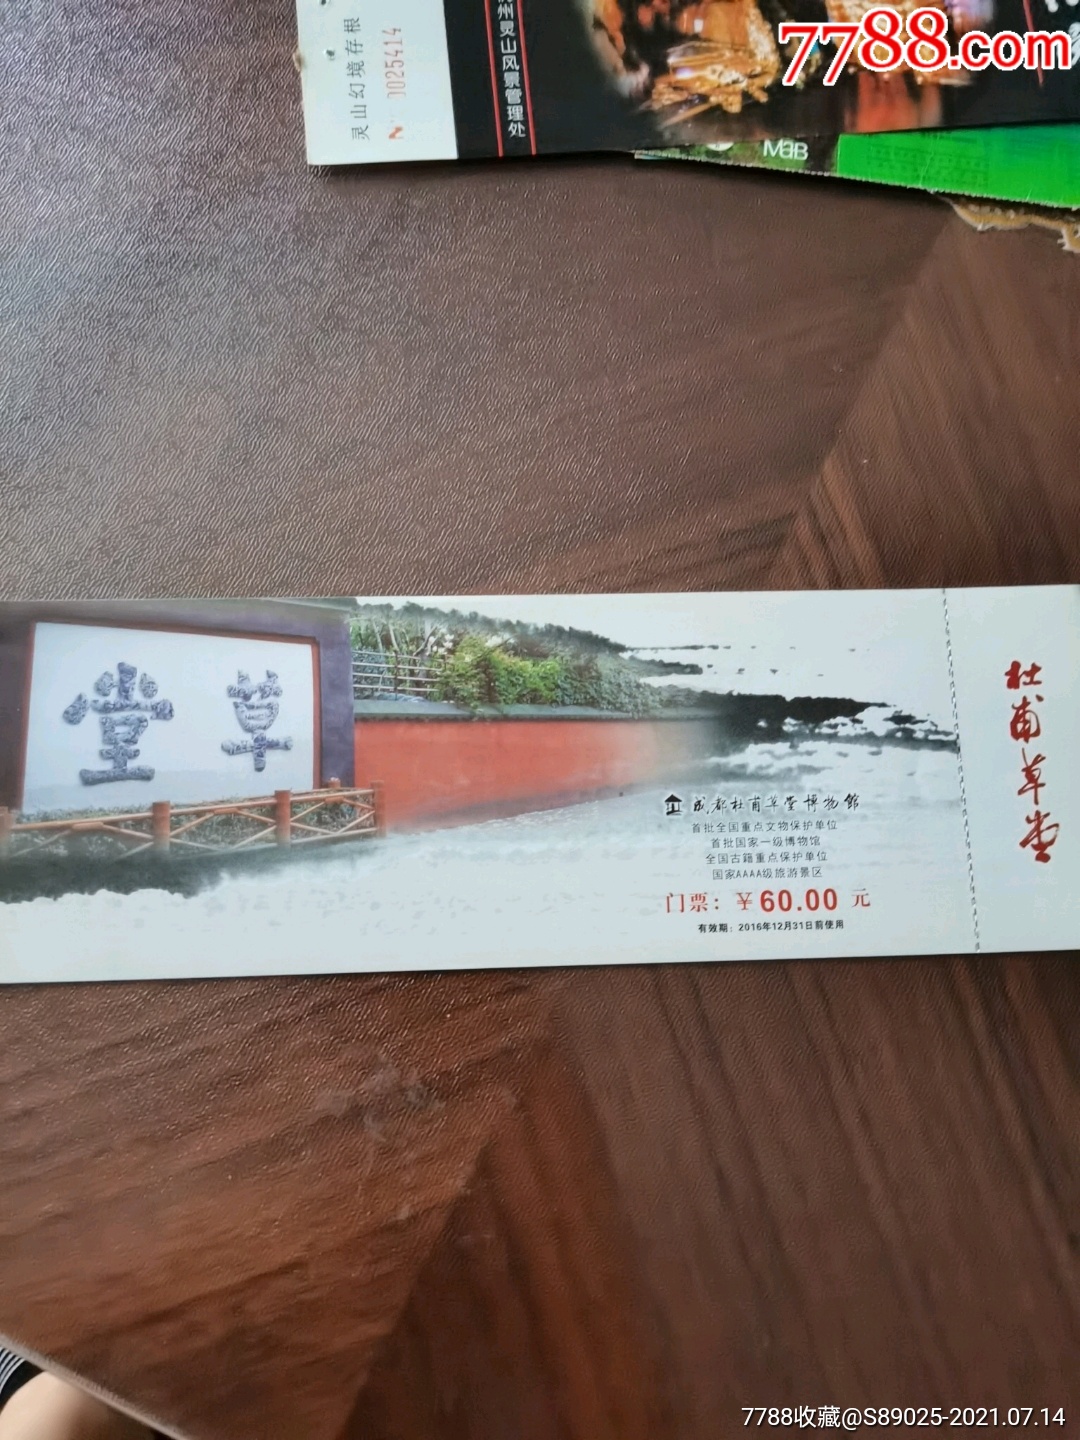 7788.com
灵山幻境存根
0025414
州灵山风景管理处
MaB
草堂
杜甫草堂
成都杜甫草堂博物馆
首批全国重点文物保护单位
首批国家一级博物馆
全国古籍重点保护单位
国家AAAA级旅游景区
门票：￥60.00 元
有效期：2016年12月31日前使用
7788收藏@S89025-2021.07.14